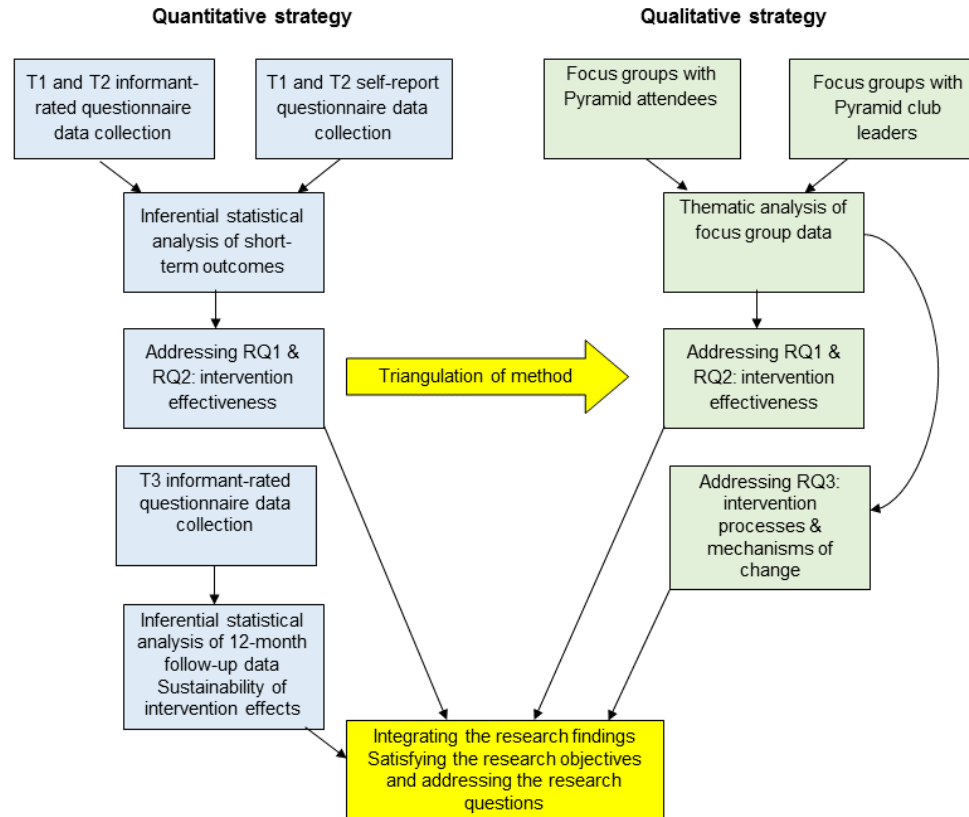 Quantitative strategy
Qualitative strategy
T1 and T2 informant-
rated questionnaire
data collection
T1 and T2 self-report
questionnaire data
collection
Focus groups with
Pyramid attendees
Focus groups with
Pyramid club
leaders
Inferential statistical
analysis of short-
term outcomes
Thematic analysis of
focus group data
Addressing RQ1 &
RQ2: intervention
effectiveness
Triangulation of method
Addressing RQ1 &
RQ2: intervention
effectiveness
T3 informant-rated
questionnaire data
collection
Addressing RQ3:
intervention
processes &
mechanisms of
change
Inferential statistical
analysis of 12-month
follow-up data
Sustainability of
intervention effects
Integrating the research findings
Satisfying the research objectives
and addressing the research
questions